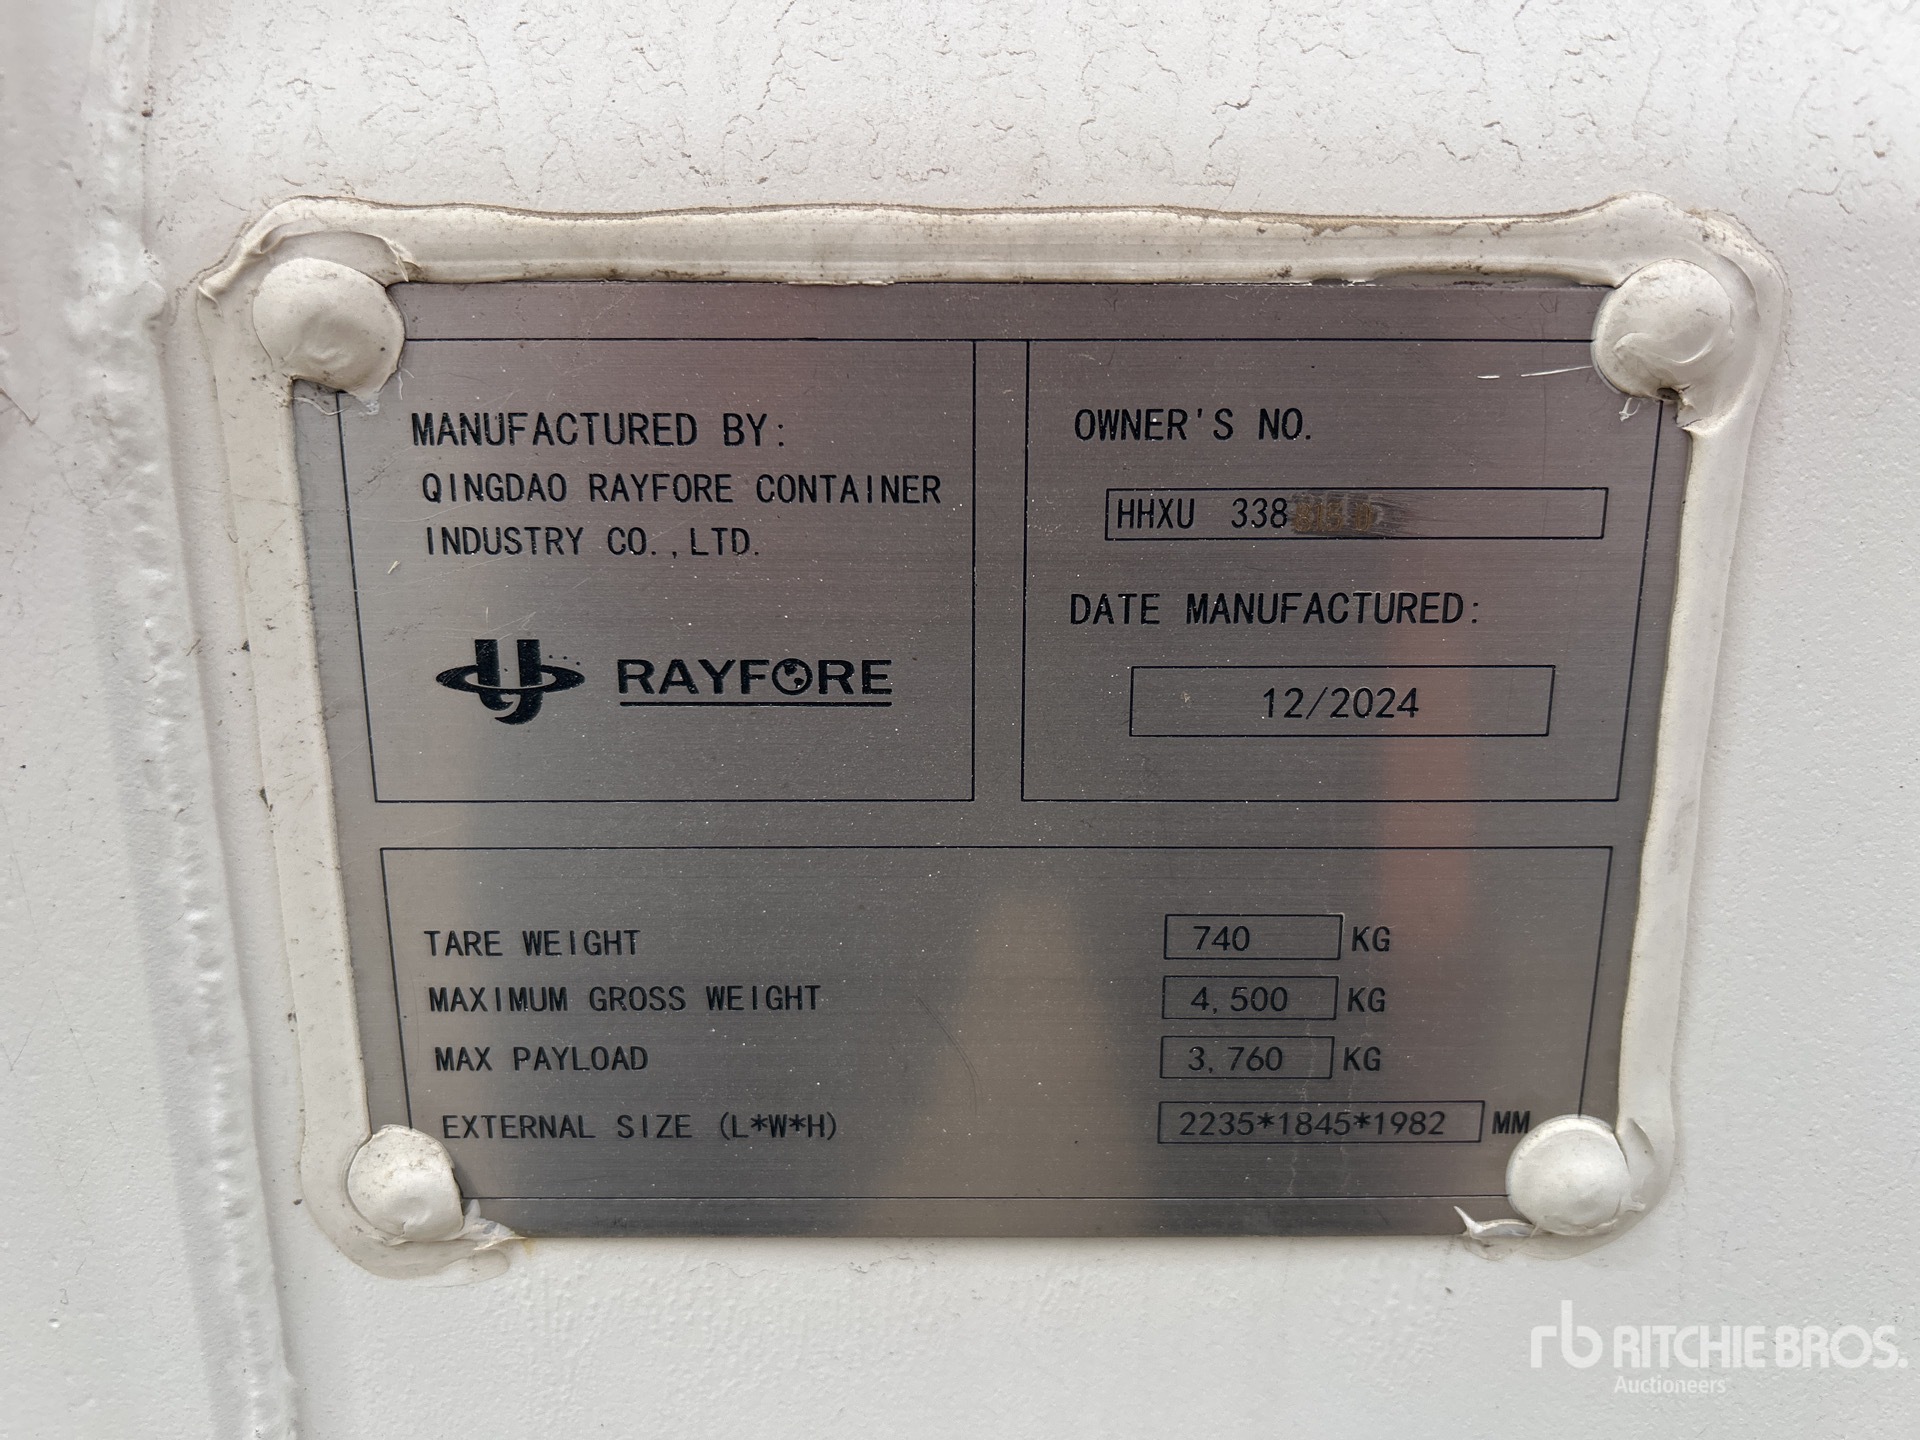 MANUFACTURED BY:
QINGDAO RAYFORE CONTAINER
INDUSTRY CO.,LTD.
RAYFORE
OWNER'S NO.
HHXU 338
DATE MANUFACTURED:
12/2024
TARE WEIGHT 740 KG
MAXIMUM GROSS WEIGHT 4,500 KG
MAX PAYLOAD 3,760 KG
EXTERNAL SIZE (L*W*H) 2235*1845*1982 MM
rb RITCHIE BROS.
Auctioneers